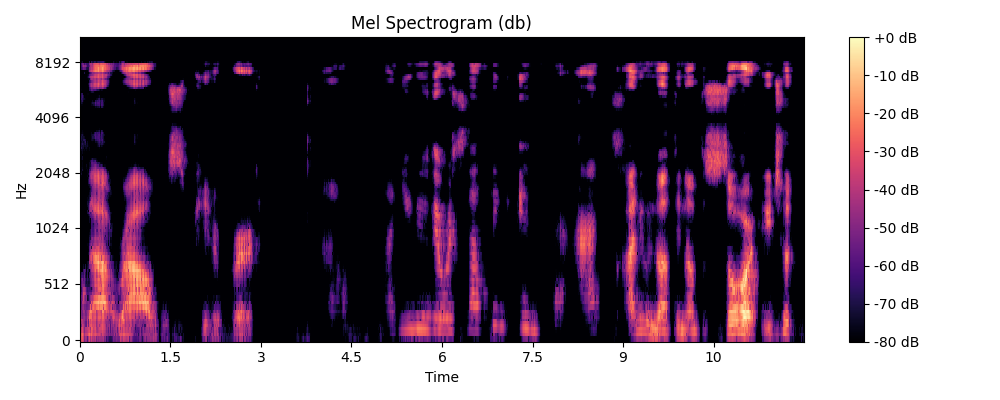 Mel Spectrogram (db)
8192
4096
2048
1024
512
0
Hz
0 1.5 3 4.5 6 7.5 9 10
Time
+0 dB
-10 dB
-20 dB
-30 dB
-40 dB
-50 dB
-60 dB
-70 dB
-80 dB